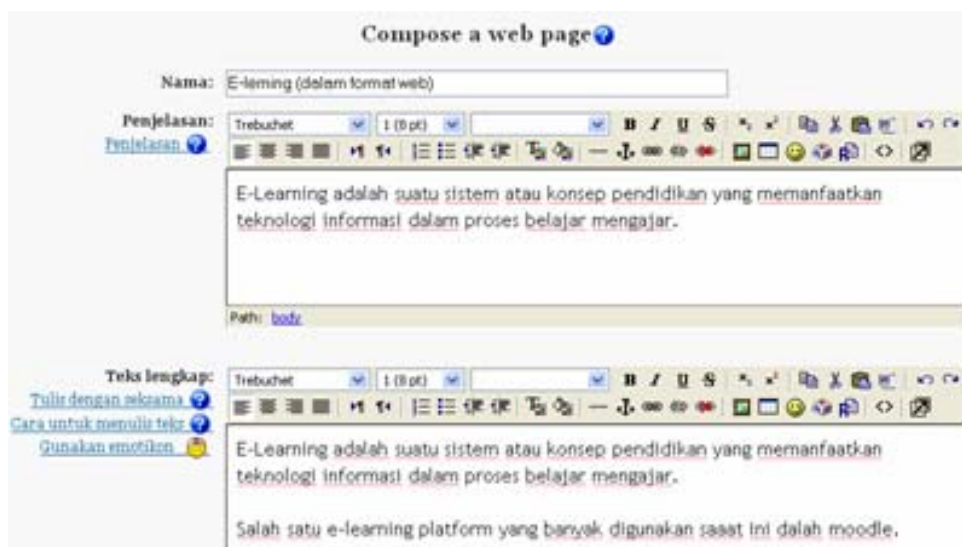 Compose a web page
Nama: E-lerning (dalam format web)
Penjelasan:
Penjelasan
Trebuchet 1 (8 pt) B I U S
E-Learning adalah suatu sistem atau konsep pendidikan yang memanfaatkan
teknologi informasi dalam proses belajar mengajar.
Path: body
Teks lengkap:
Tulis dengan seksama
Cara untuk menulis teks
Gunakan emotikon
Trebuchet 1 (8 pt) B I U S
E-Learning adalah suatu sistem atau konsep pendidikan yang memanfaatkan
teknologi informasi dalam proses belajar mengajar.
Salah satu e-learning platform yang banyak digunakan saaat ini dalah moodle.